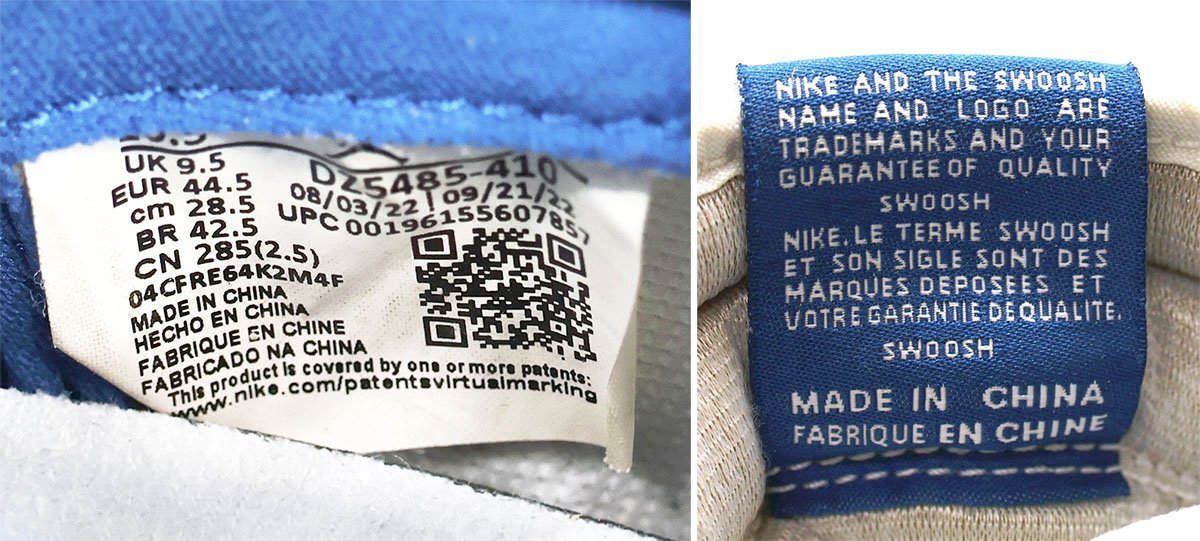 UK 9.5
EUR 44.5
cm 28.5
BR 42.5
CN 285(2.5)
04CFRE64K2M4F
MADE IN CHINA
HECHO EN CHINA
FABRIQUE EN CHINE
FABRICADO NA CHINA
This product is covered by one or more patents:
www.nike.com/patentsvirtualmarking
DZ5485-410
08/03/22 | 09/21/22
UPC 00196155607857
NIKE AND THE SWOOSH
NAME AND LOGO ARE
TRADEMARKS AND YOUR
GUARANTEE OF QUALITY
SWOOSH
NIKE.LE TERME SWOOSH
ET SON SIGLE SONT DES
MARQUES DEPOSEES ET
VOTRE GARANTIE DEQUALITE.
SWOOSH
MADE IN CHINA
FABRIQUE EN CHINE